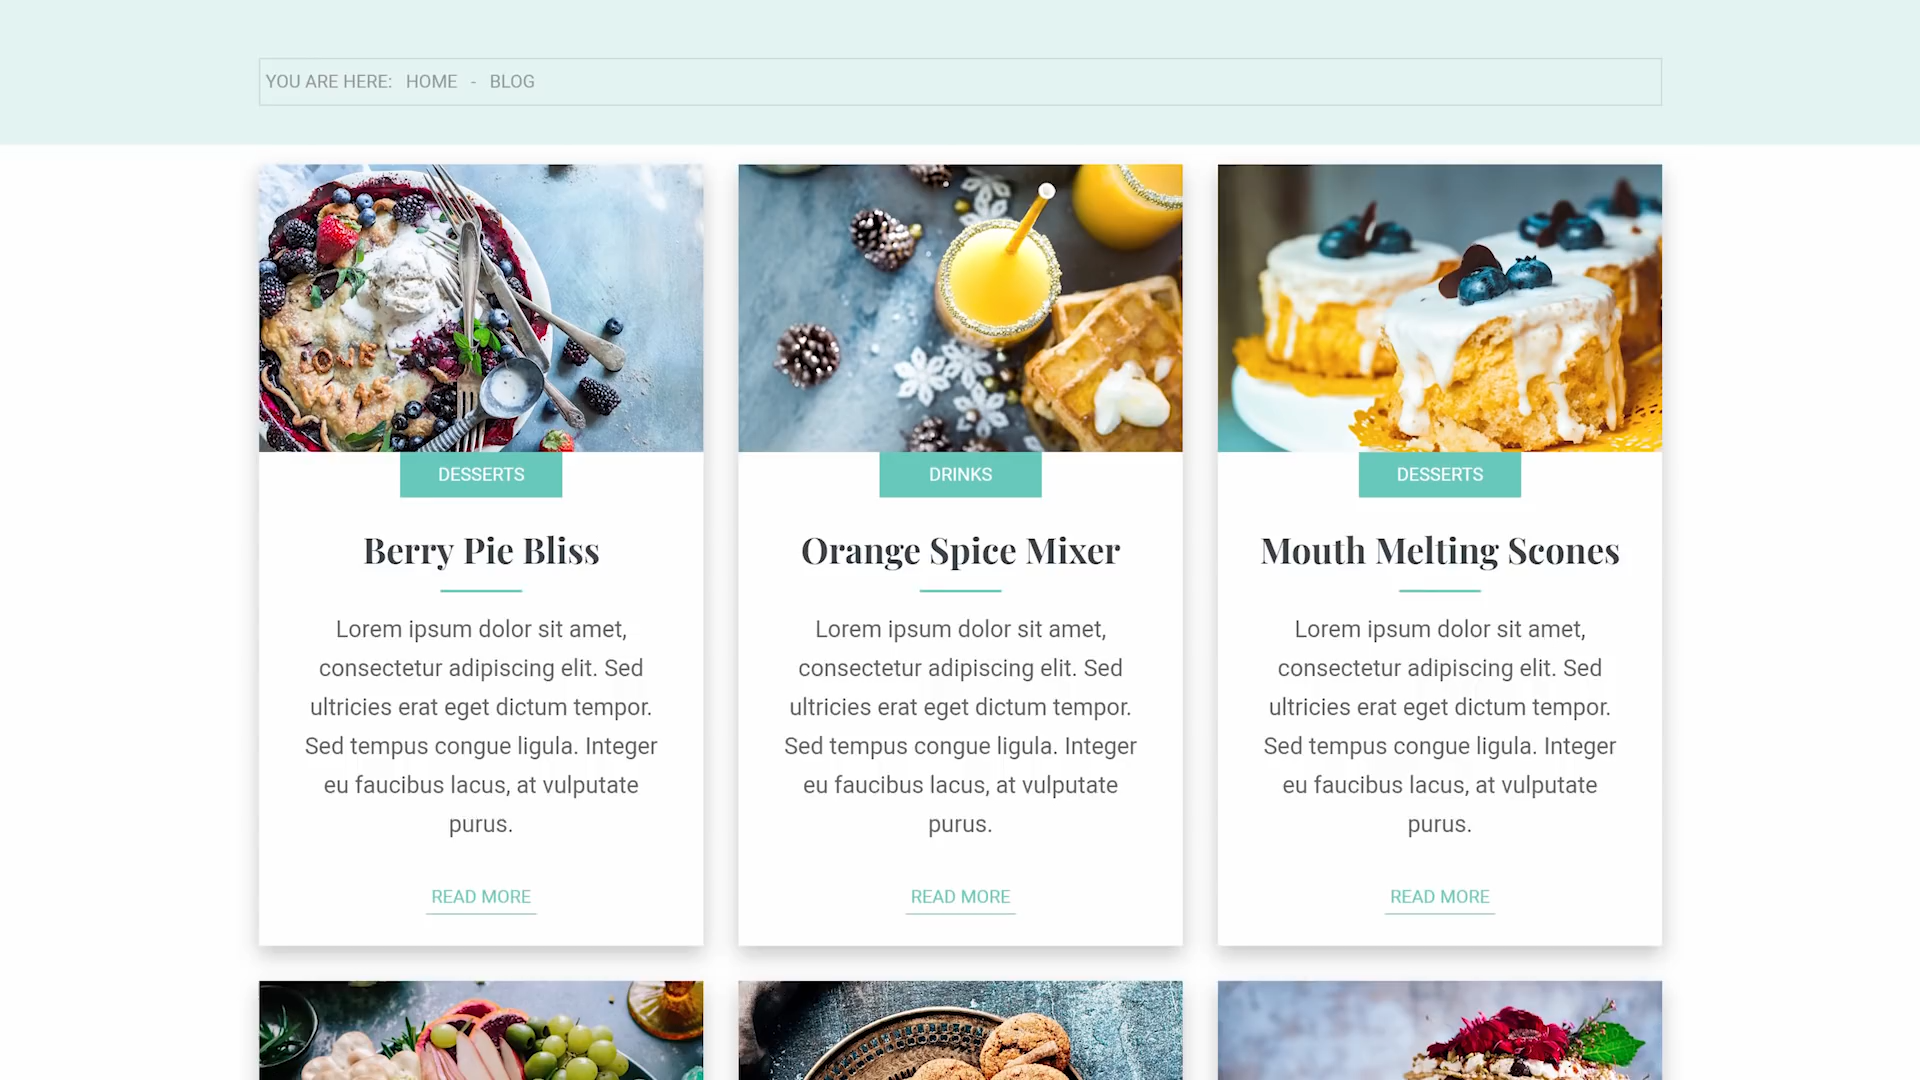 YOU ARE HERE: HOME - BLOG
LOVE
DESSERTS
Berry Pie Bliss
Lorem ipsum dolor sit amet,
consectetur adipiscing elit. Sed
ultricies erat eget dictum tempor.
Sed tempus congue ligula. Integer
eu faucibus lacus, at vulputate
purus.
READ MORE
DRINKS
Orange Spice Mixer
Lorem ipsum dolor sit amet,
consectetur adipiscing elit. Sed
ultricies erat eget dictum tempor.
Sed tempus congue ligula. Integer
eu faucibus lacus, at vulputate
purus.
READ MORE
DESSERTS
Mouth Melting Scones
Lorem ipsum dolor sit amet,
consectetur adipiscing elit. Sed
ultricies erat eget dictum tempor.
Sed tempus congue ligula. Integer
eu faucibus lacus, at vulputate
purus.
READ MORE